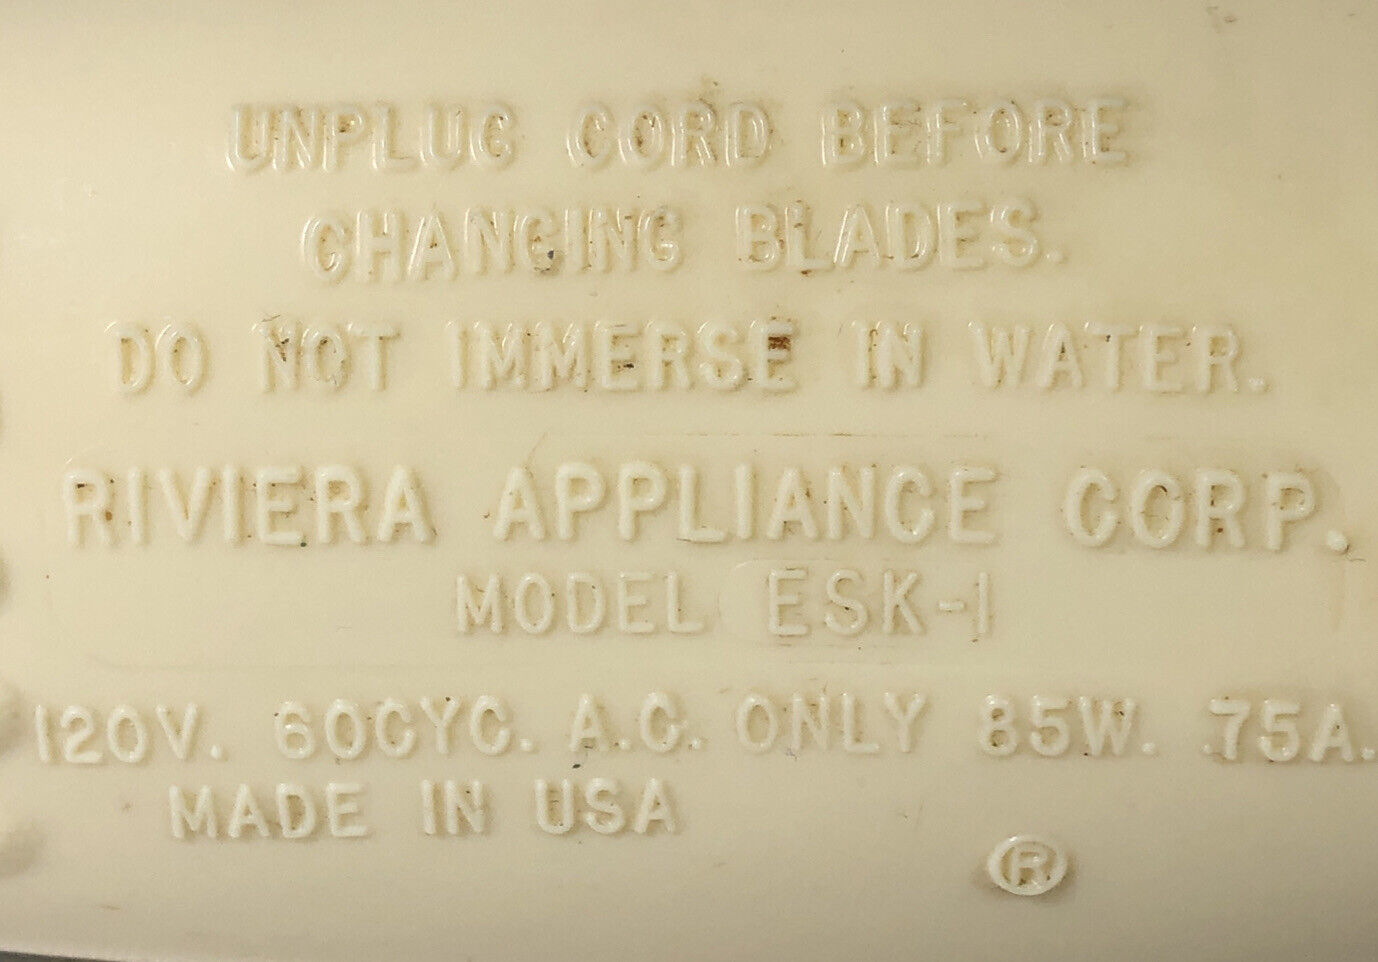 UNPLUG CORD BEFORE
CHANGING BLADES.
DO NOT IMMERSE IN WATER.
RIVIERA APPLIANCE CORP.
MODEL ESK-1
120V. 60CYC. A.C. ONLY 85W. .75A.
MADE IN USA
®